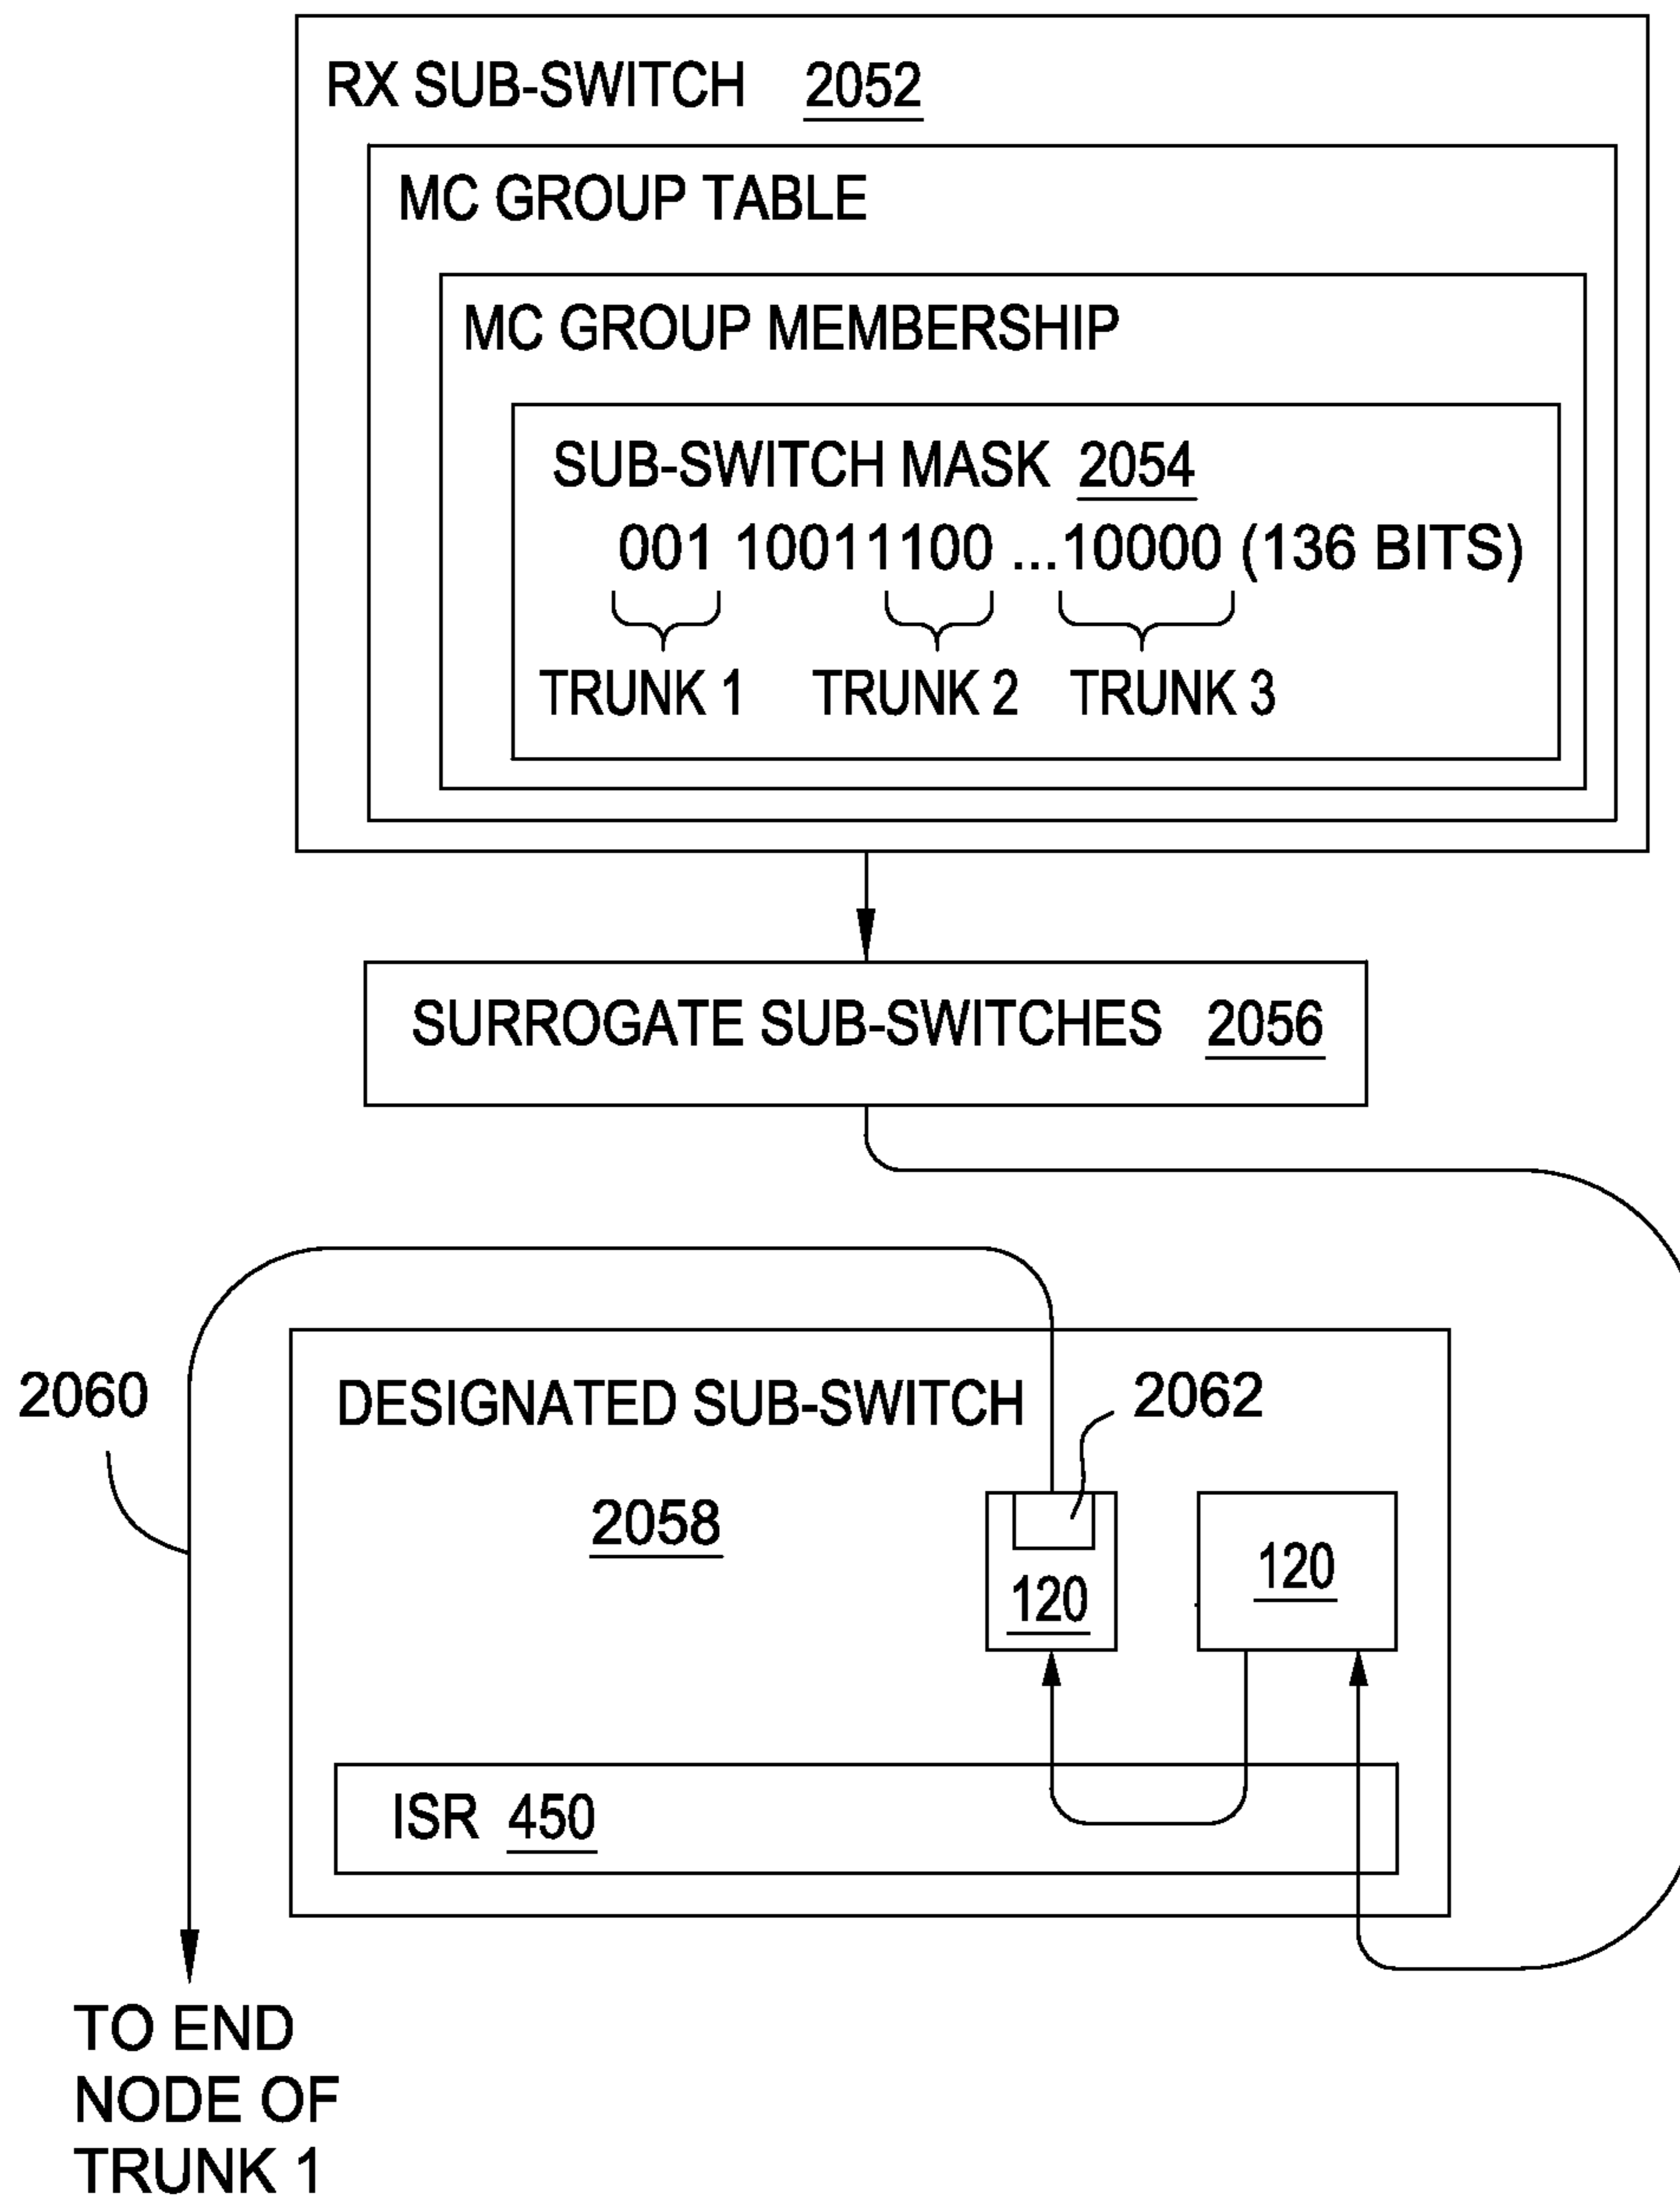 RX SUB-SWITCH 2052
MC GROUP TABLE
MC GROUP MEMBERSHIP
SUB-SWITCH MASK 2054
001 10011100 ...10000 (136 BITS)
TRUNK 1 TRUNK 2 TRUNK 3
SURROGATE SUB-SWITCHES 2056
2060
DESIGNATED SUB-SWITCH
2062
2058
120
120
ISR 450
TO END
NODE OF
TRUNK 1